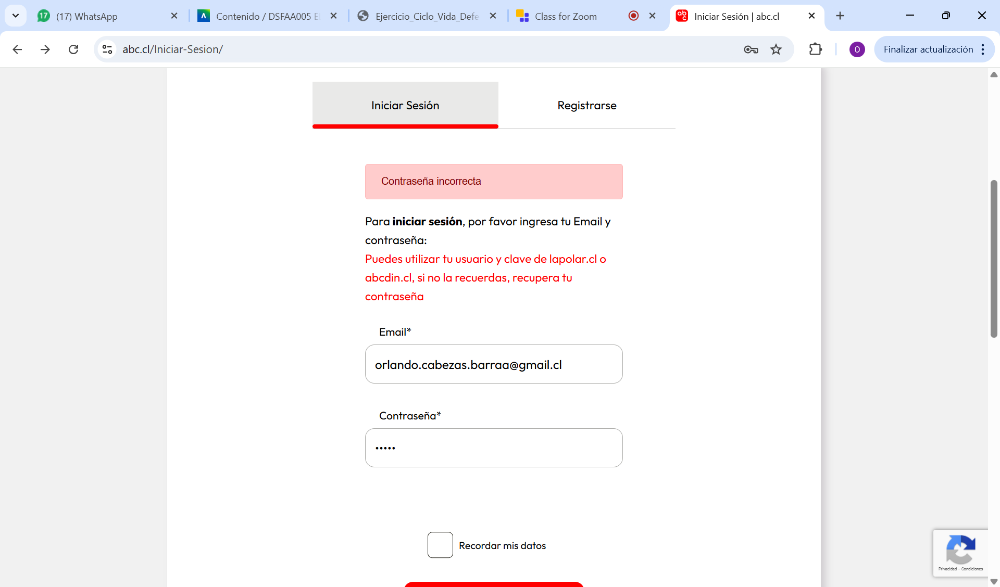 17 (17) WhatsApp
Contenido / DSFAA005
Ejercicio_Ciclo_Vida_Defe
Class for Zoom
abc Iniciar Sesión | abc.cl
abc.cl/Iniciar-Sesion/
O
Finalizar actualización
Iniciar Sesión
Registrarse
Contraseña incorrecta
Para iniciar sesión, por favor ingresa tu Email y
contraseña:
Puedes utilizar tu usuario y clave de lapolar.cl o
abcdin.cl, si no la recuerdas, recupera tu
contraseña
Email*
orlando.cabezas.barraa@gmail.cl
Contraseña*
•••••
Recordar mis datos
Privacidad - Condiciones